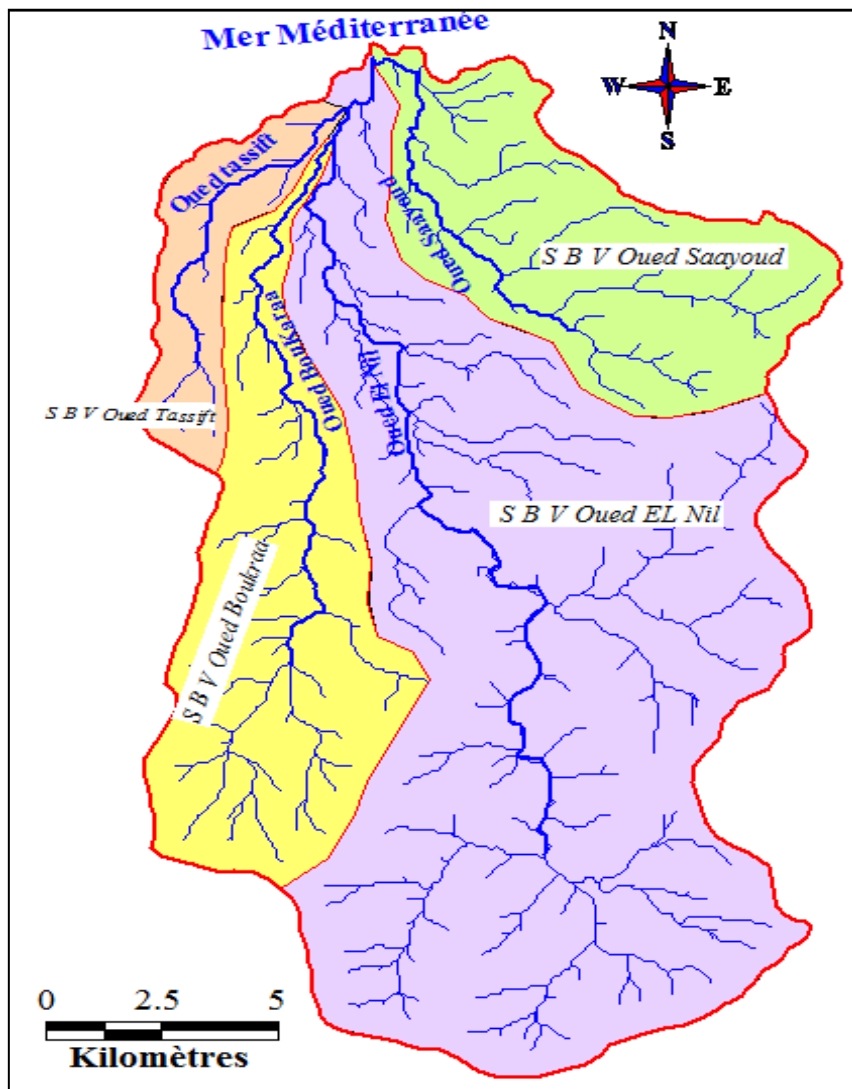 Mer Méditerranée
N
W
E
S
Oued tassift
Oued Saayoud
S B V Oued Saayoud
Oued Boukaraa
Oued El Nil
S B V Oued Tassift
S B V Oued EL Nil
S B V Oued Boukraa
0 2.5 5
Kilomètres